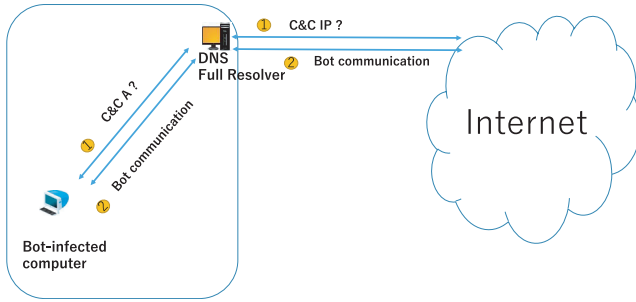 1 C&C IP ?
2 Bot communication
DNS
Full Resolver
1 C&C A ?
2 Bot communication
Internet
Bot-infected
computer